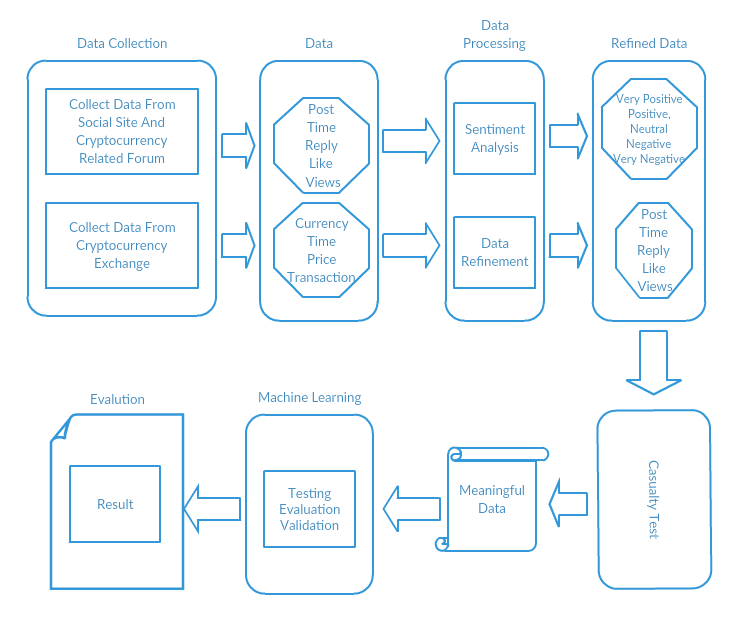 Data Collection
Data
Data
Processing
Refined Data
Collect Data From
Social Site And
Cryptocurrency
Related Forum
Post
Time
Reply
Like
Views
Sentiment
Analysis
Very Positive
Positive,
Neutral
Negative
Very Negative
Collect Data From
Cryptocurrency
Exchange
Currency
Time
Price
Transaction
Data
Refinement
Post
Time
Reply
Like
Views
Casualty Test
Meaningful
Data
Machine Learning
Testing
Evaluation
Validation
Evalution
Result